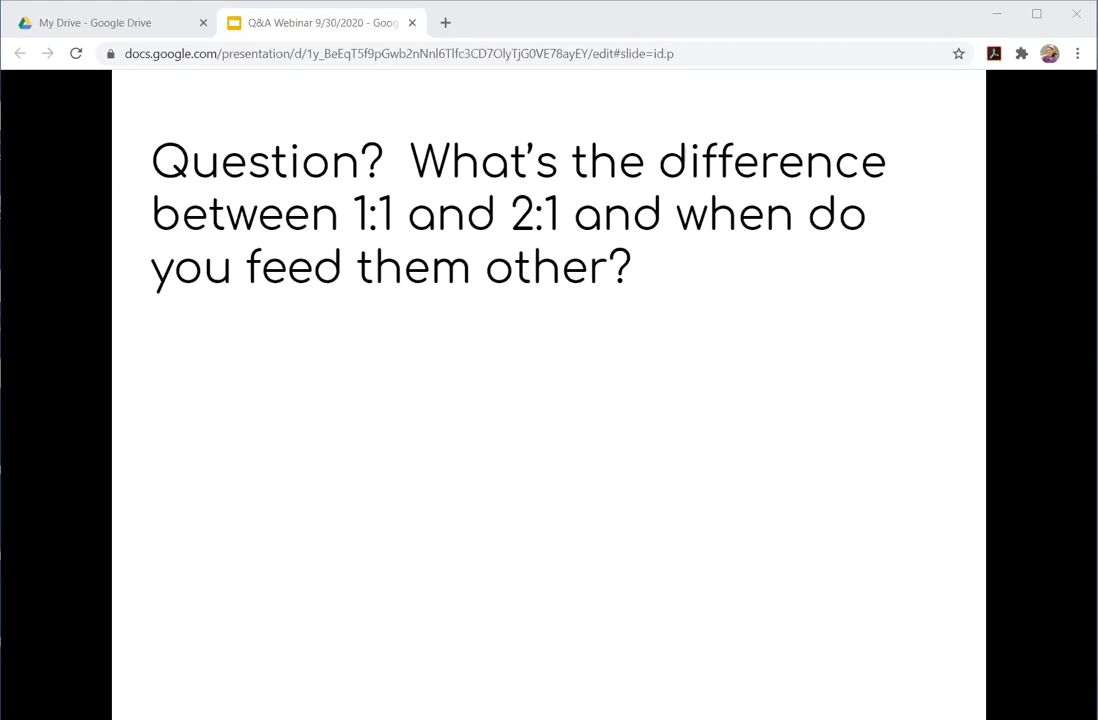 My Drive - Google Drive
Q&A Webinar 9/30/2020 - Goog
docs.google.com/presentation/d/1y_BeEqT5f9pGwb2nNnl6Tlfc3CD7OlyTjG0VE78ayEY/edit#slide=id.p
Question?  What's the difference
between 1:1 and 2:1 and when do
you feed them other?